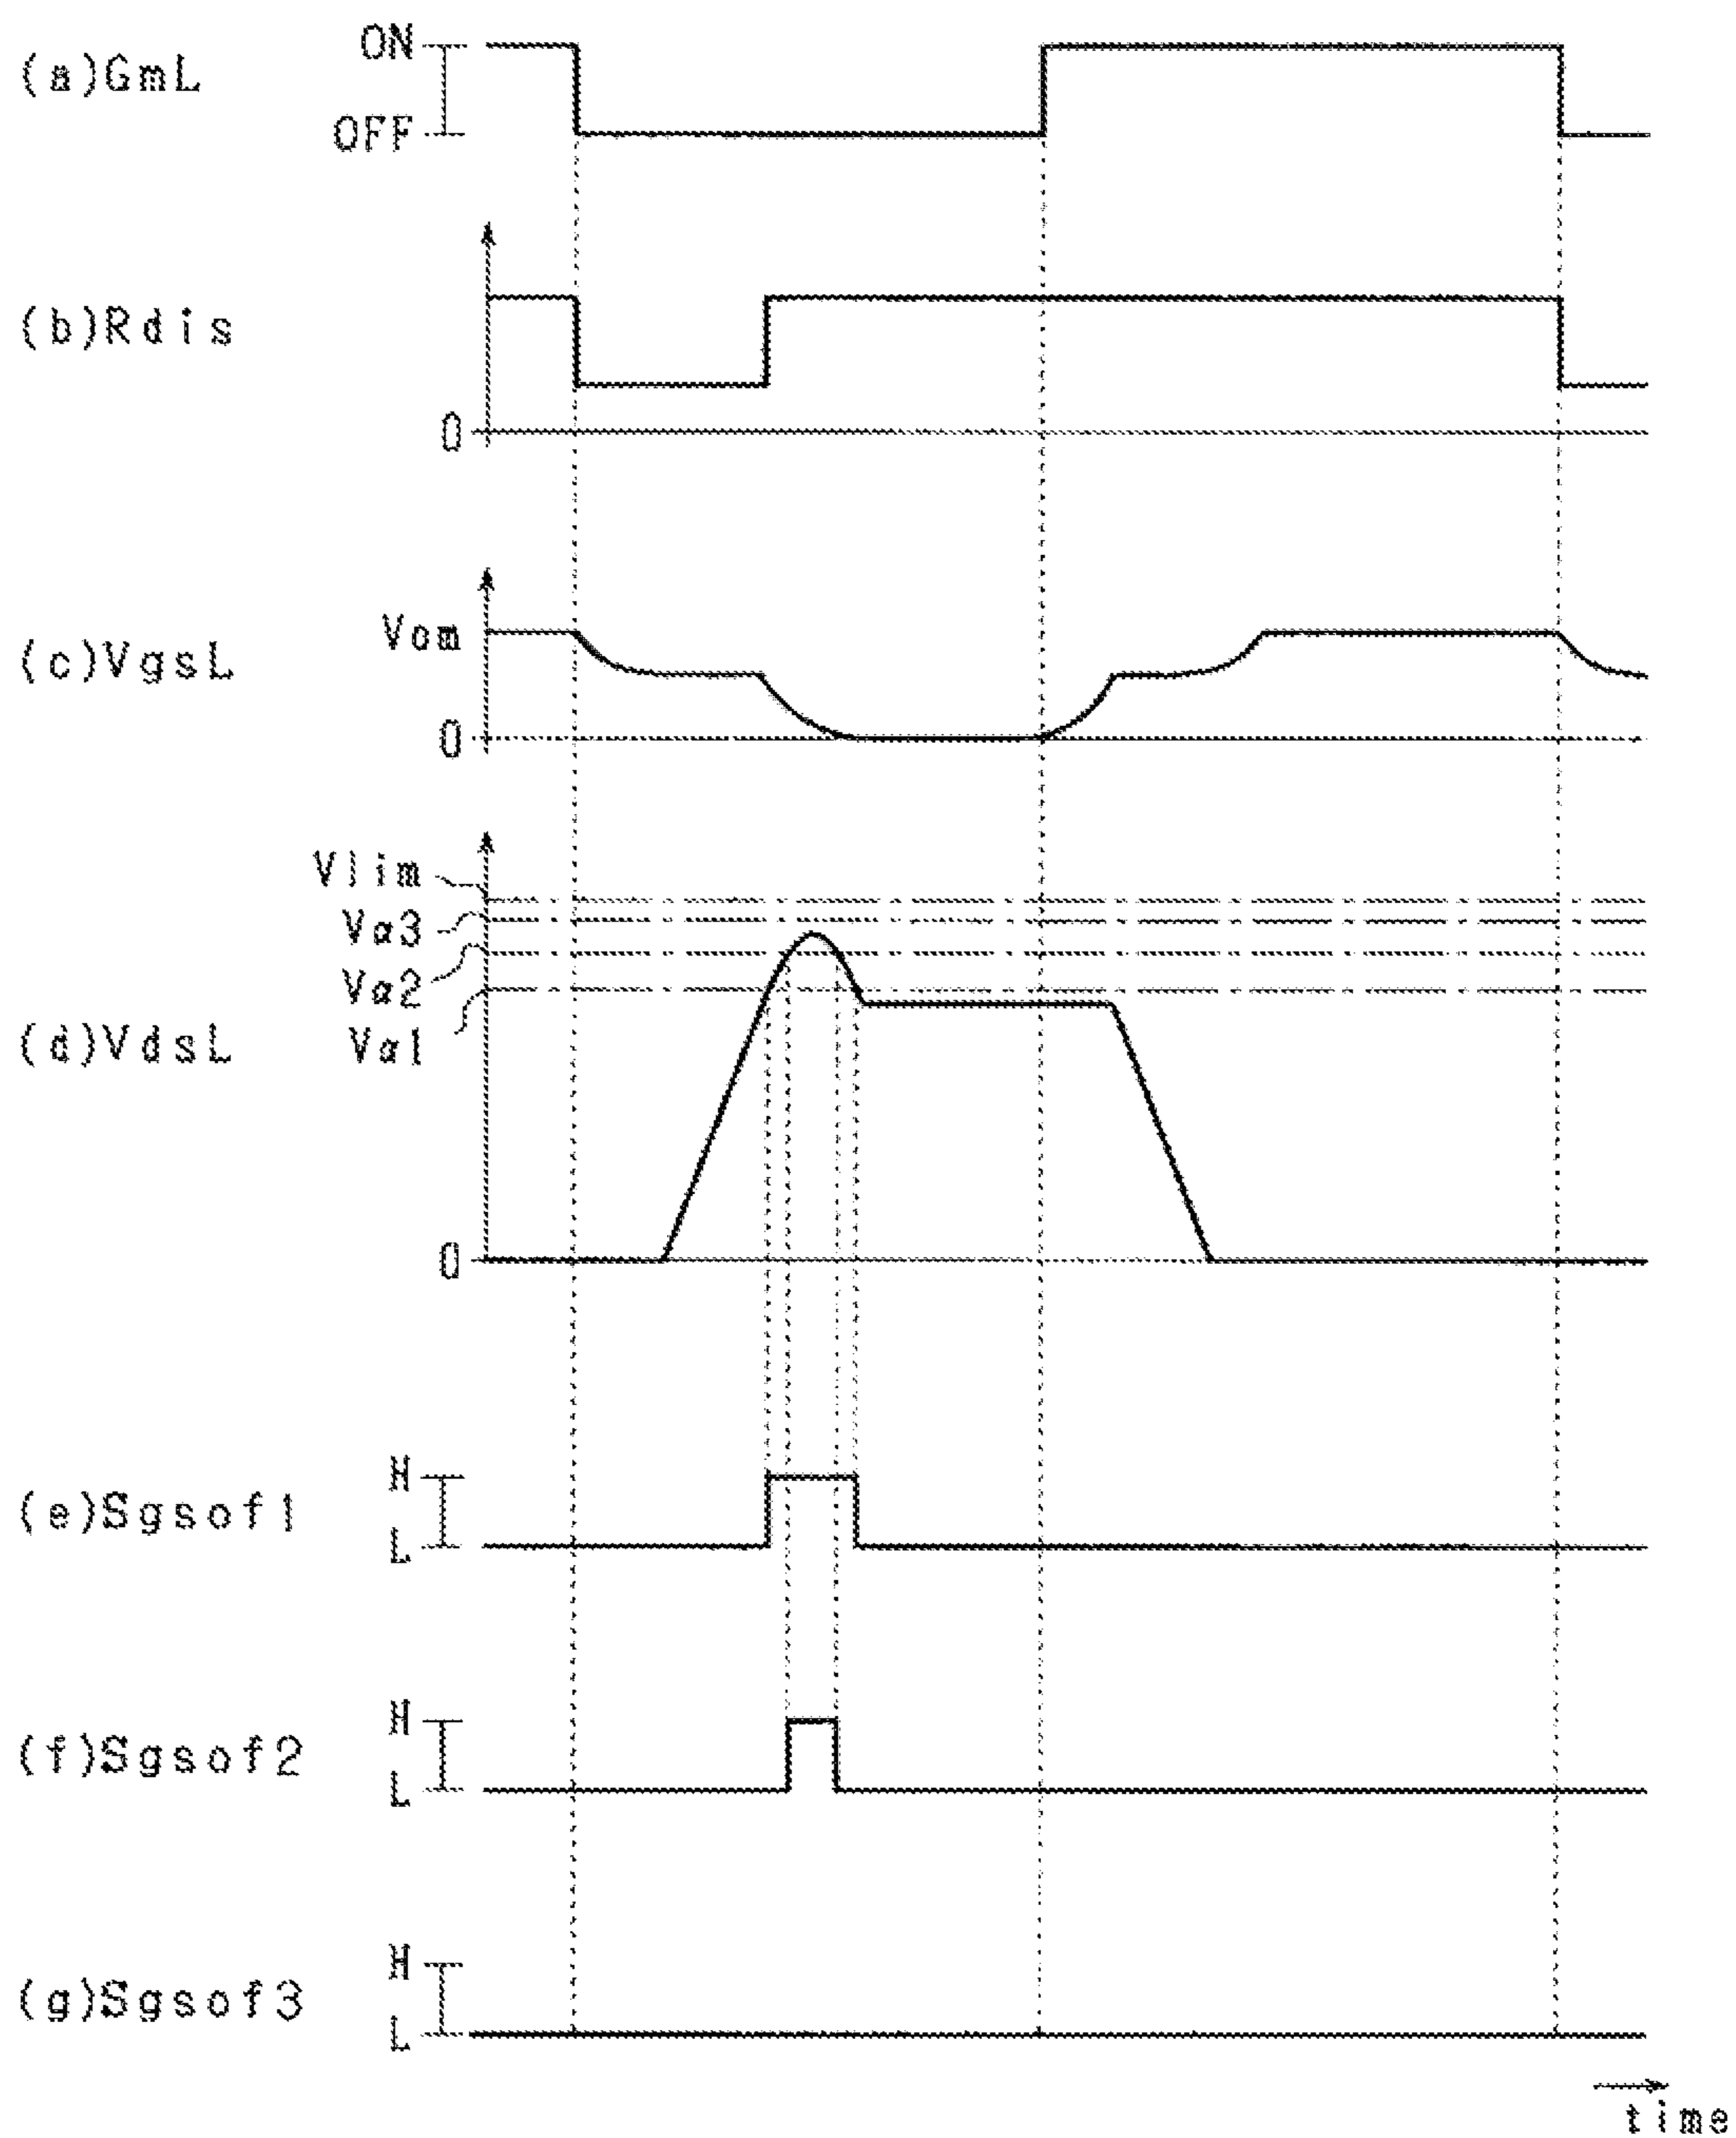 (a)GmL
ON
OFF
(b)Rdis
0
(c)VgsL
Vom
0
(d)VdsL
Vlim
Vα3
Vα2
Vα1
0
(e)Sgsof1
H
L
(f)Sgsof2
H
L
(g)Sgsof3
H
L
time